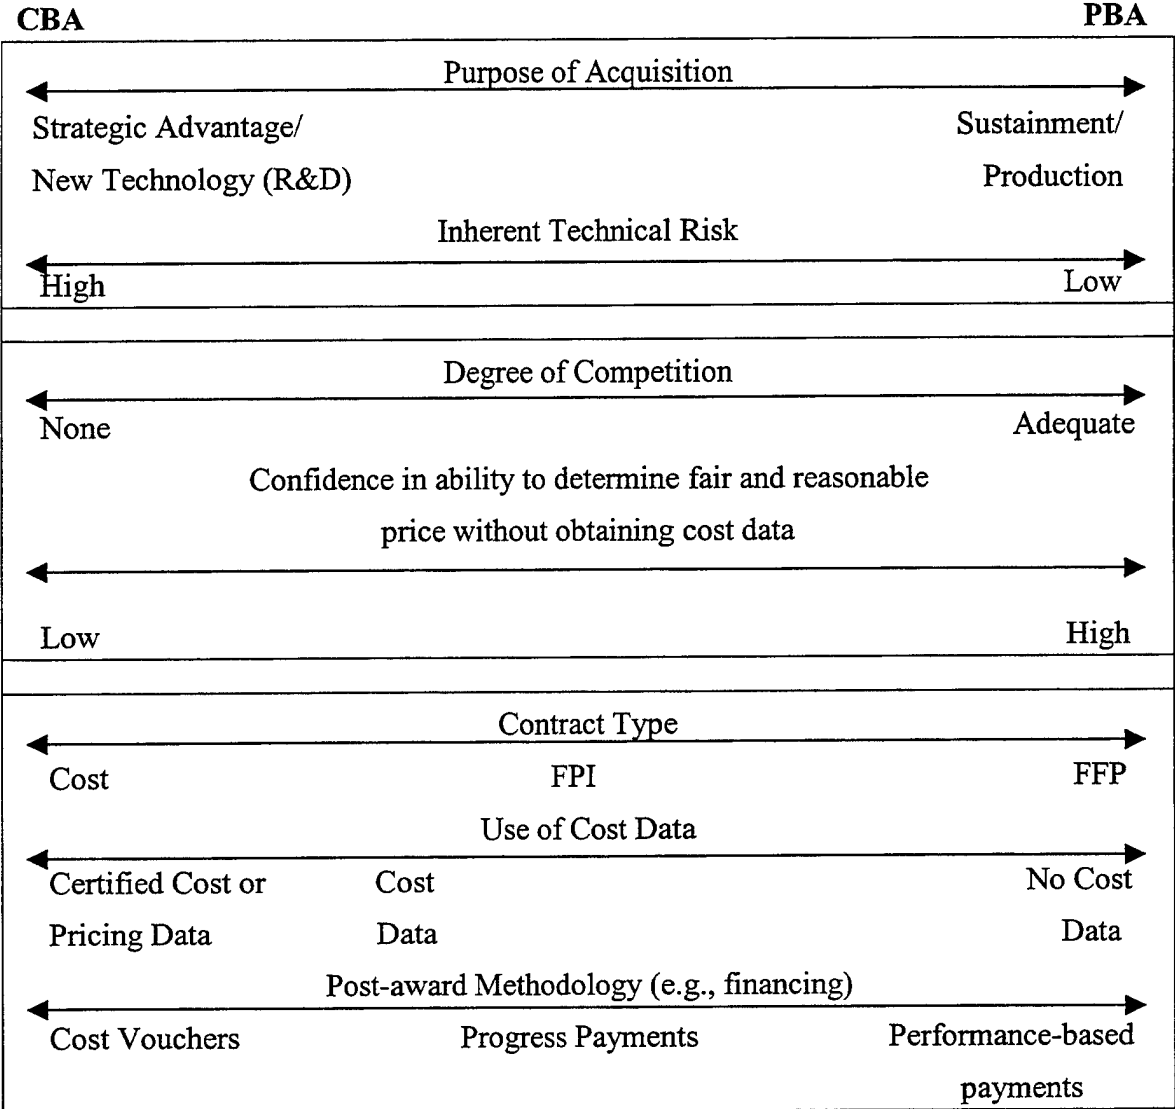 CBA PBA
Purpose of Acquisition
Strategic Advantage/ Sustainment/
New Technology (R&D) Production
Inherent Technical Risk
High Low
Degree of Competition
None Adequate
Confidence in ability to determine fair and reasonable
price without obtaining cost data
Low High
Contract Type
Cost FPI FFP
Use of Cost Data
Certified Cost or Cost No Cost
Pricing Data Data Data
Post-award Methodology (e.g., financing)
Cost Vouchers Progress Payments Performance-based
payments